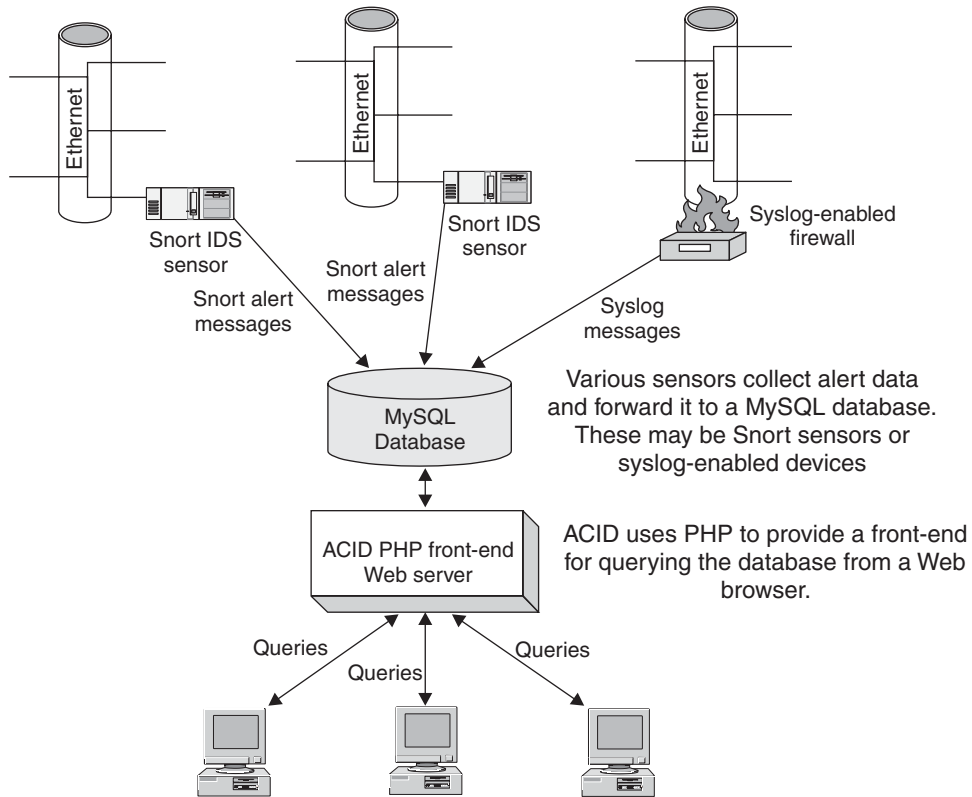 Ethernet
Ethernet
Ethernet
Snort IDS
sensor
Snort IDS
sensor
Syslog-enabled
firewall
Snort alert
messages
Snort alert
messages
Syslog
messages
MySQL
Database
Various sensors collect alert data
and forward it to a MySQL database.
These may be Snort sensors or
syslog-enabled devices
ACID PHP front-end
Web server
ACID uses PHP to provide a front-end
for querying the database from a Web
browser.
Queries
Queries
Queries